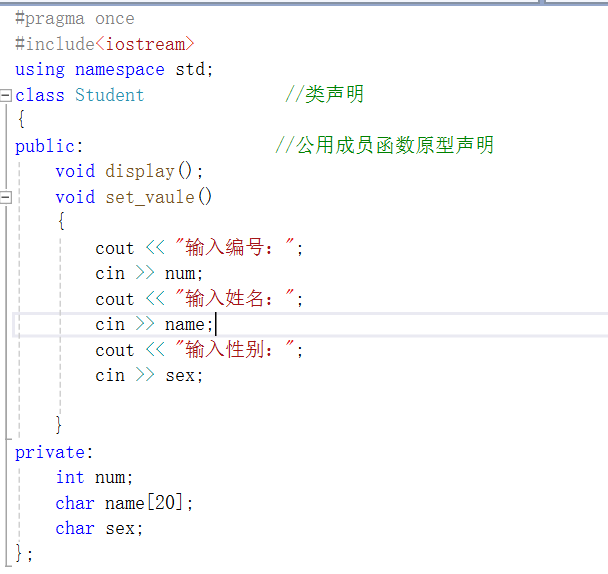 #pragma once
#include<iostream>
using namespace std;
class Student //类声明
{
public: //公用成员函数原型声明
void display();
void set_vaule()
{
cout << "输入编号：";
cin >> num;
cout << "输入姓名：";
cin >> name;
cout << "输入性别：";
cin >> sex;
}
private:
int num;
char name[20];
char sex;
};